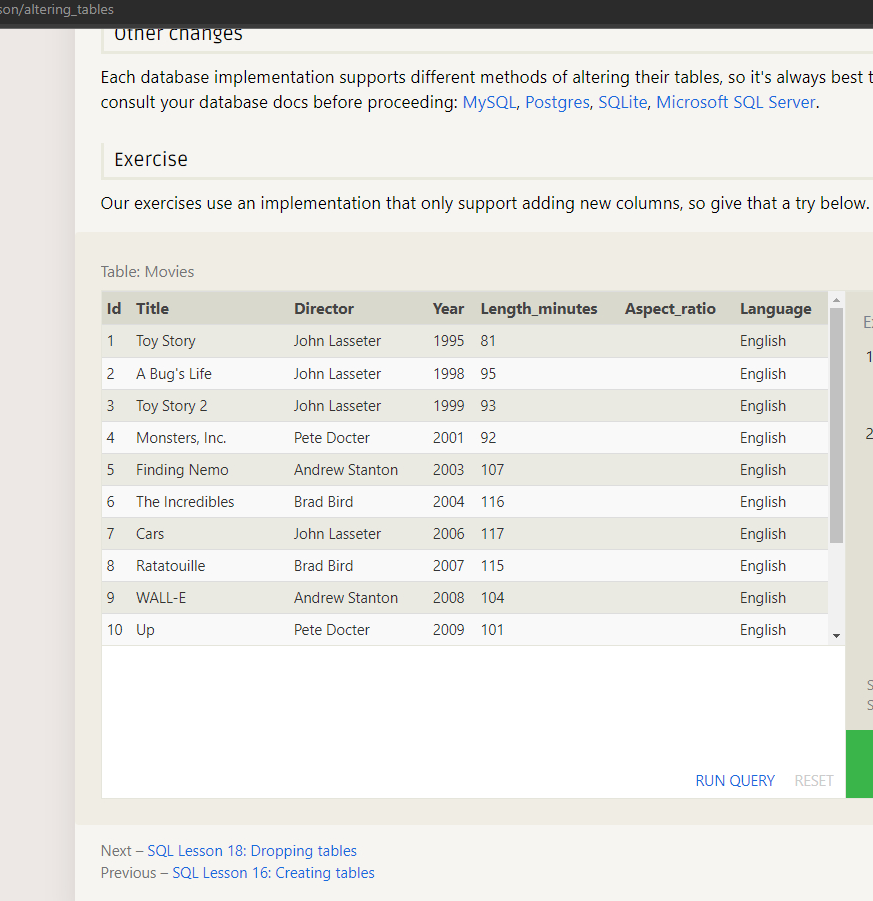 son/altering_tables
Other changes
Each database implementation supports different methods of altering their tables, so it's always best t
consult your database docs before proceeding: MySQL, Postgres, SQLite, Microsoft SQL Server.
Exercise
Our exercises use an implementation that only support adding new columns, so give that a try below.
Table: Movies
Id Title Director Year Length_minutes Aspect_ratio Language
1 Toy Story John Lasseter 1995 81 English
2 A Bug's Life John Lasseter 1998 95 English
3 Toy Story 2 John Lasseter 1999 93 English
4 Monsters, Inc. Pete Docter 2001 92 English
5 Finding Nemo Andrew Stanton 2003 107 English
6 The Incredibles Brad Bird 2004 116 English
7 Cars John Lasseter 2006 117 English
8 Ratatouille Brad Bird 2007 115 English
9 WALL-E Andrew Stanton 2008 104 English
10 Up Pete Docter 2009 101 English
E
1
2
S
S
RUN QUERY RESET
Next – SQL Lesson 18: Dropping tables
Previous – SQL Lesson 16: Creating tables